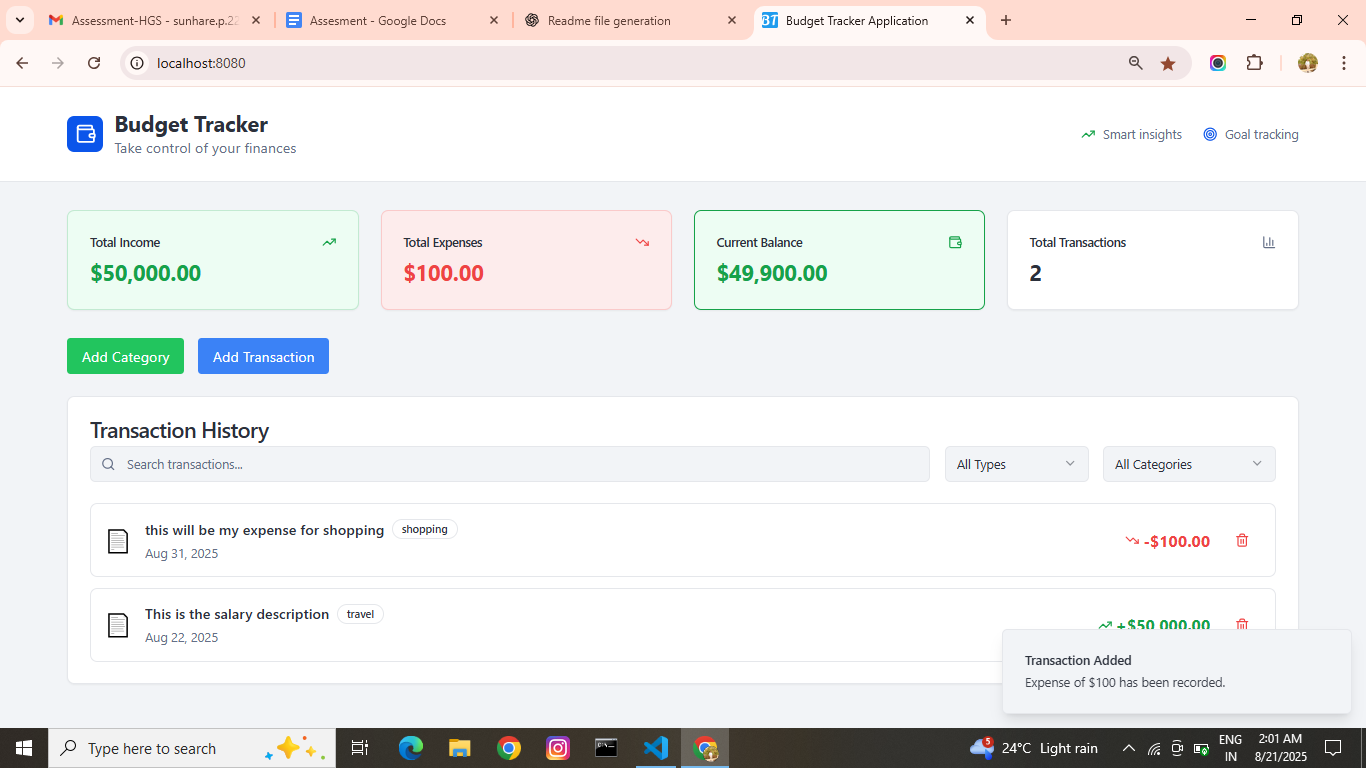 Assessment-HGS - sunhare.p.22
Assesment - Google Docs
Readme file generation
BT
Budget Tracker Application
localhost:8080
Budget Tracker
Take control of your finances
Smart insights
Goal tracking
Total Income
$50,000.00
Total Expenses
$100.00
Current Balance
$49,900.00
Total Transactions
2
Add Category
Add Transaction
Transaction History
Search transactions...
All Types
All Categories
this will be my expense for shopping
shopping
Aug 31, 2025
-$100.00
This is the salary description
travel
Aug 22, 2025
+$50,000.00
Transaction Added
Expense of $100 has been recorded.
Type here to search
5
24°C Light rain
ENG
IN
2:01 AM
8/21/2025